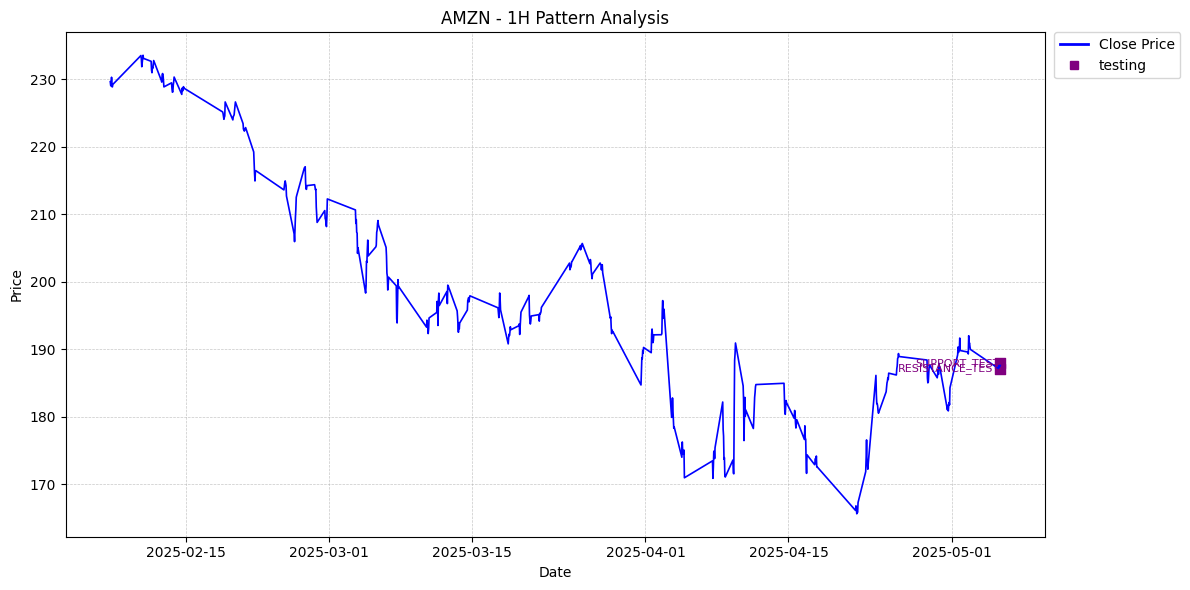 AMZN - 1H Pattern Analysis
Close Price
testing
Price
230
220
210
200
190
180
170
SUPPORT_TEST
RESISTANCE_TEST
2025-02-15
2025-03-01
2025-03-15
2025-04-01
2025-04-15
2025-05-01
Date